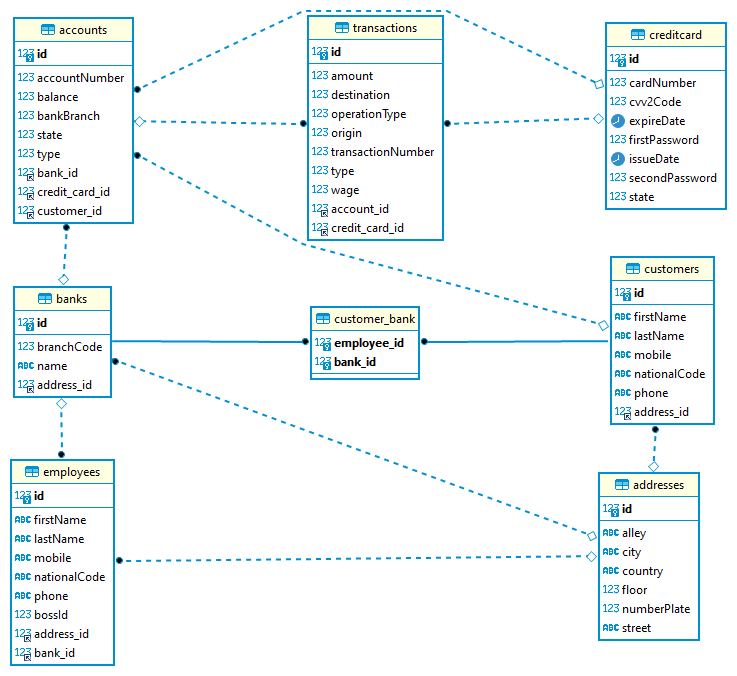 accounts
123 id
123 accountNumber
123 balance
123 bankBranch
123 state
123 type
123 bank_id
123 credit_card_id
123 customer_id
transactions
123 id
123 amount
123 destination
123 operationType
123 origin
123 transactionNumber
123 type
123 wage
123 account_id
123 credit_card_id
creditcard
123 id
123 cardNumber
123 cvv2Code
expireDate
123 firstPassword
issueDate
123 secondPassword
123 state
banks
123 id
123 branchCode
ABC name
123 address_id
customer_bank
123 employee_id
123 bank_id
customers
123 id
ABC firstName
ABC lastName
ABC mobile
ABC nationalCode
ABC phone
123 address_id
employees
123 id
ABC firstName
ABC lastName
ABC mobile
ABC nationalCode
ABC phone
123 bossId
123 address_id
123 bank_id
addresses
123 id
ABC alley
ABC city
ABC country
123 floor
123 numberPlate
ABC street